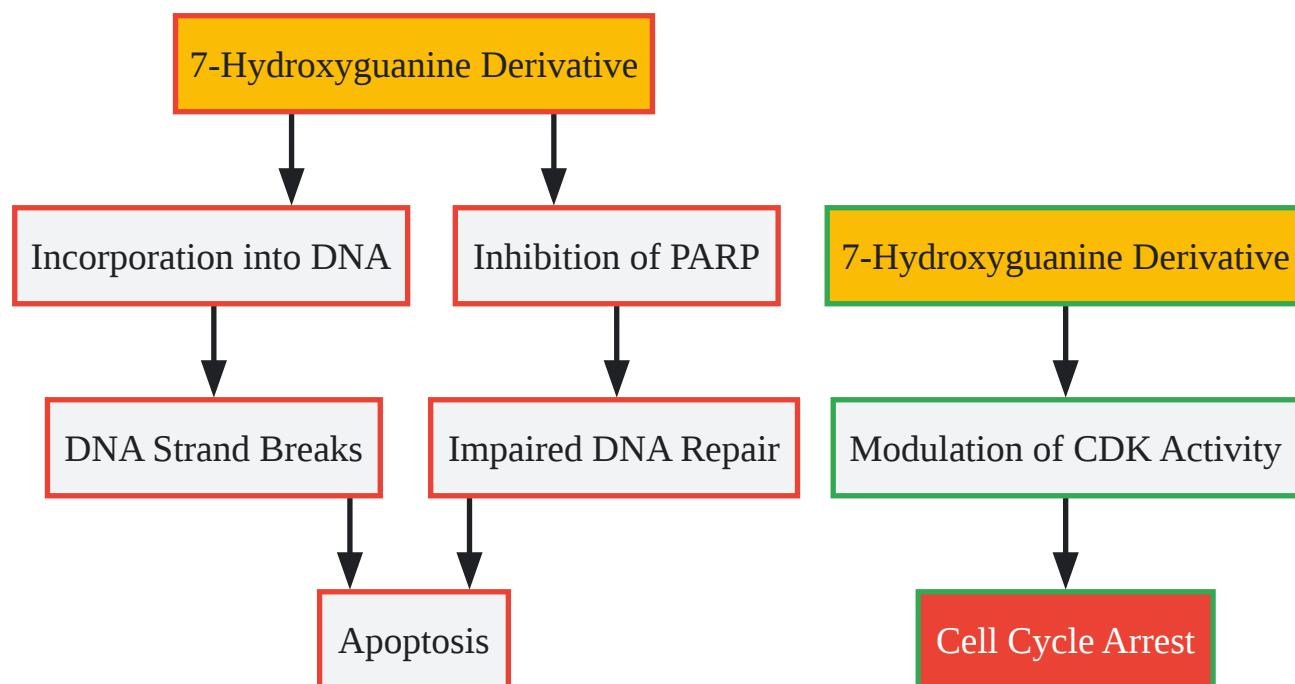 7-Hydroxyguanine Derivative
Incorporation into DNA
Inhibition of PARP
7-Hydroxyguanine Derivative
DNA Strand Breaks
Impaired DNA Repair
Modulation of CDK Activity
Apoptosis
Cell Cycle Arrest